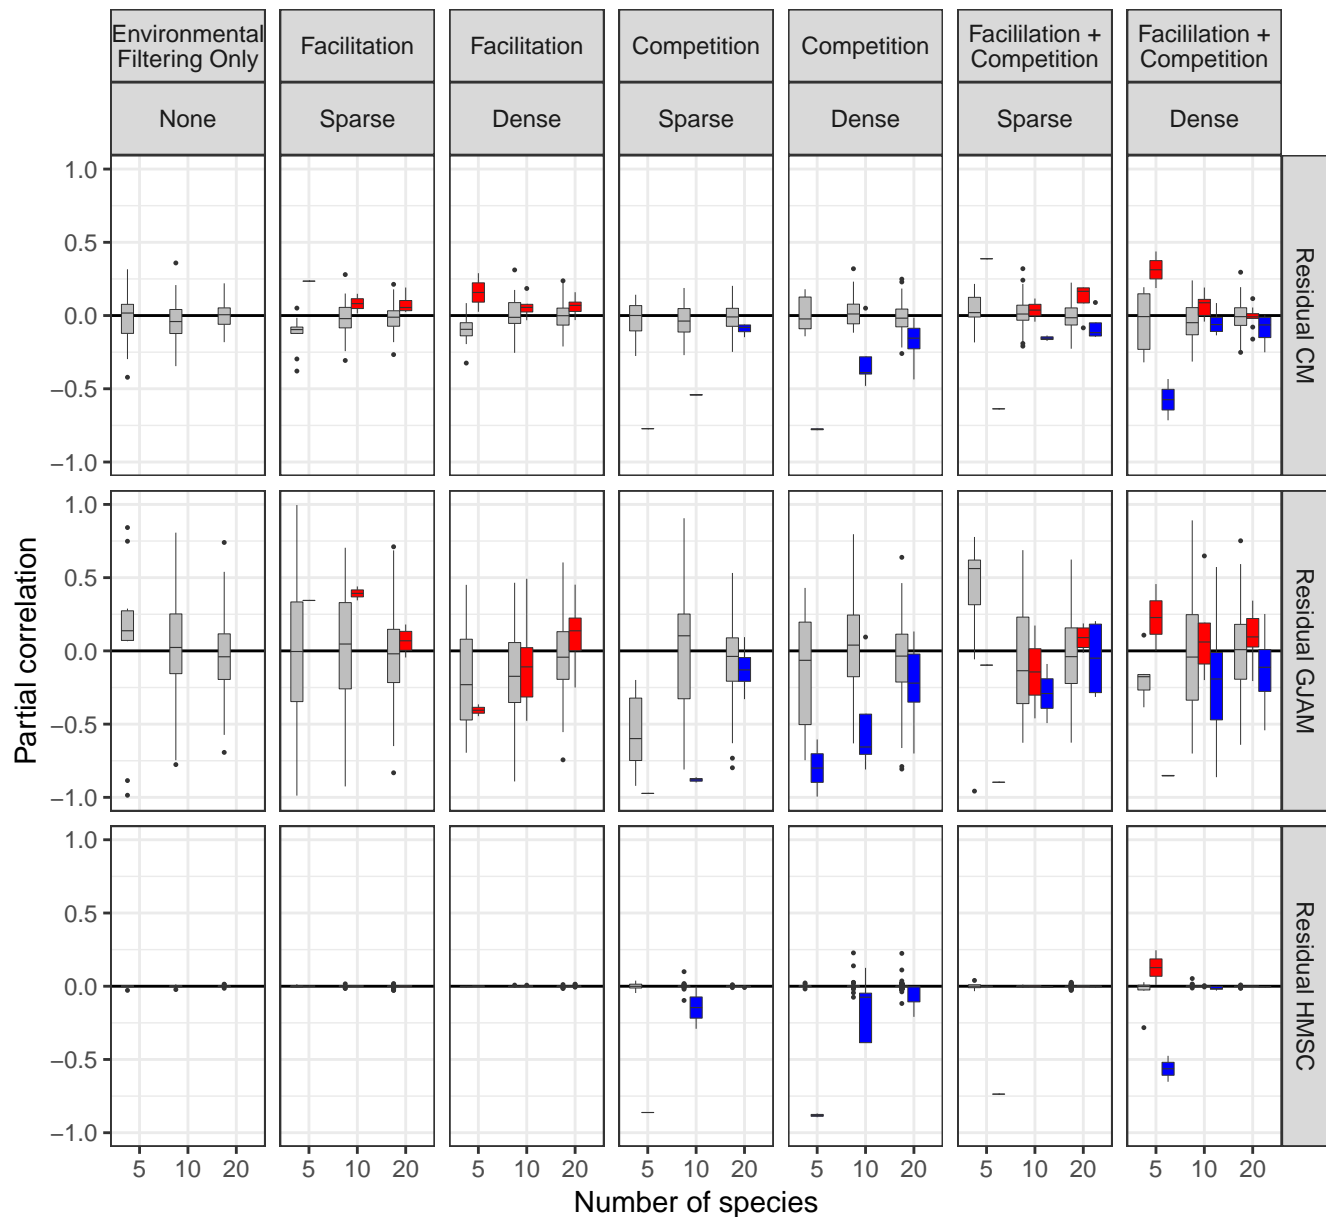 Environmental
Filtering Only
Facilitation
Facilitation
Competition
Competition
Facililation +
Competition
Facililation +
Competition
None
Sparse
Dense
Sparse
Dense
Sparse
Dense
1.0
0.5
0.0
−0.5
−1.0
Residual CM
1.0
0.5
0.0
−0.5
−1.0
Residual GJAM
1.0
0.5
0.0
−0.5
−1.0
Residual HMSC
Partial correlation
5 10 20 5 10 20 5 10 20 5 10 20 5 10 20 5 10 20 5 10 20
Number of species